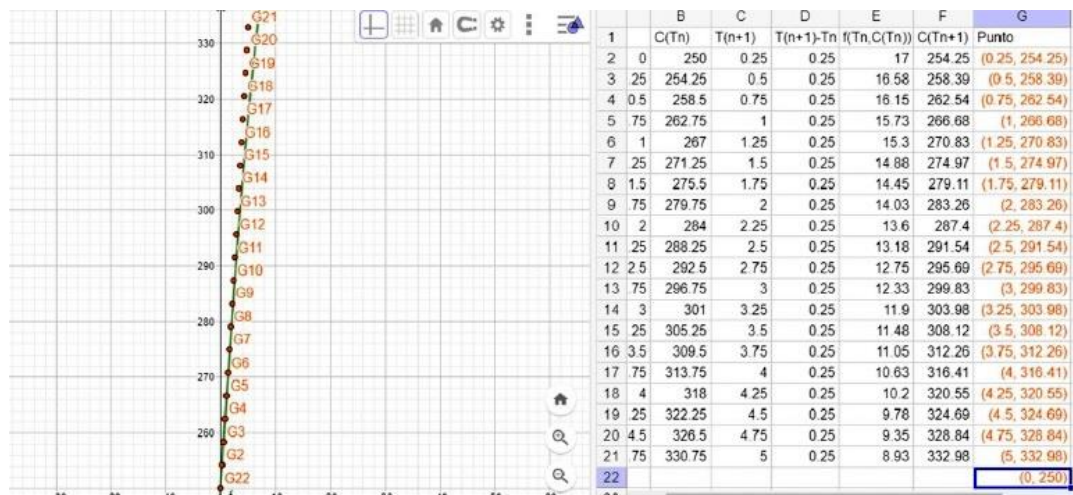 G21
330
G20
G19
G18
320
G17
G16
310
G15
G14
G13
300
G12
G11
290
G10
G9
G8
280
G7
G6
270
G5
G4
260
G3
G2
G22
B C D E F G
1 C(Tn) T(n+1) T(n+1)-Tn f(Tn,C(Tn)) C(Tn+1) Punto
2 0 250 0.25 0.25 17 254.25 (0.25, 254.25)
3 .25 254.25 0.5 0.25 16.58 258.39 (0.5, 258.39)
4 0.5 258.5 0.75 0.25 16.15 262.54 (0.75, 262.54)
5 .75 262.75 1 0.25 15.73 266.68 (1, 266.68)
6 1 267 1.25 0.25 15.3 270.83 (1.25, 270.83)
7 .25 271.25 1.5 0.25 14.88 274.97 (1.5, 274.97)
8 1.5 275.5 1.75 0.25 14.45 279.11 (1.75, 279.11)
9 .75 279.75 2 0.25 14.03 283.26 (2, 283.26)
10 2 284 2.25 0.25 13.6 287.4 (2.25, 287.4)
11 .25 288.25 2.5 0.25 13.18 291.54 (2.5, 291.54)
12 2.5 292.5 2.75 0.25 12.75 295.69 (2.75, 295.69)
13 .75 296.75 3 0.25 12.33 299.83 (3, 299.83)
14 3 301 3.25 0.25 11.9 303.98 (3.25, 303.98)
15 .25 305.25 3.5 0.25 11.48 308.12 (3.5, 308.12)
16 3.5 309.5 3.75 0.25 11.05 312.26 (3.75, 312.26)
17 .75 313.75 4 0.25 10.63 316.41 (4, 316.41)
18 4 318 4.25 0.25 10.2 320.55 (4.25, 320.55)
19 .25 322.25 4.5 0.25 9.78 324.69 (4.5, 324.69)
20 4.5 326.5 4.75 0.25 9.35 328.84 (4.75, 328.84)
21 .75 330.75 5 0.25 8.93 332.98 (5, 332.98)
22 (0, 250)